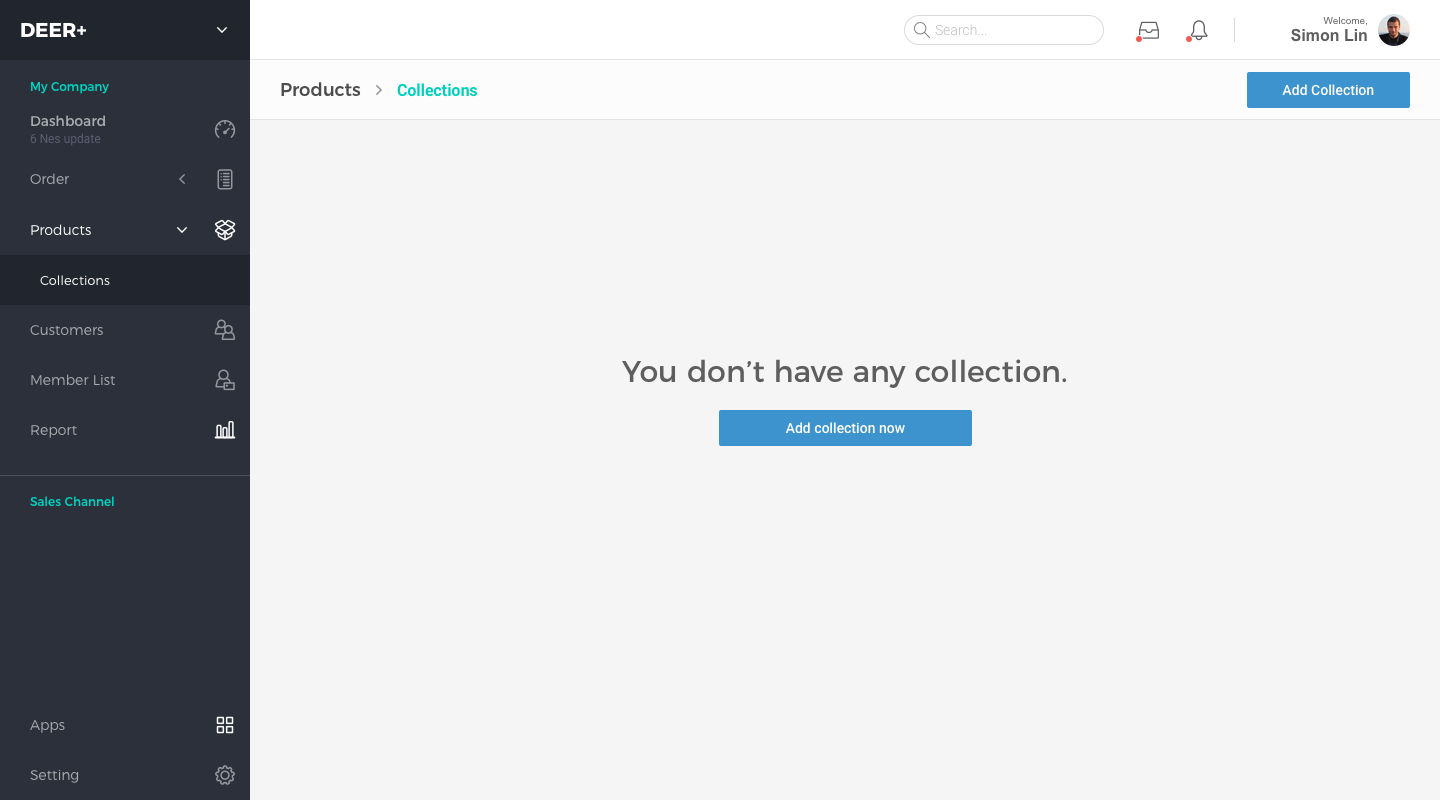 DEER+
Search...
Welcome,
Simon Lin
My Company
Dashboard
6 Nes update
Order
Products
Collections
Customers
Member List
Report
Sales Channel
Apps
Setting
Products > Collections
Add Collection
You don’t have any collection.
Add collection now